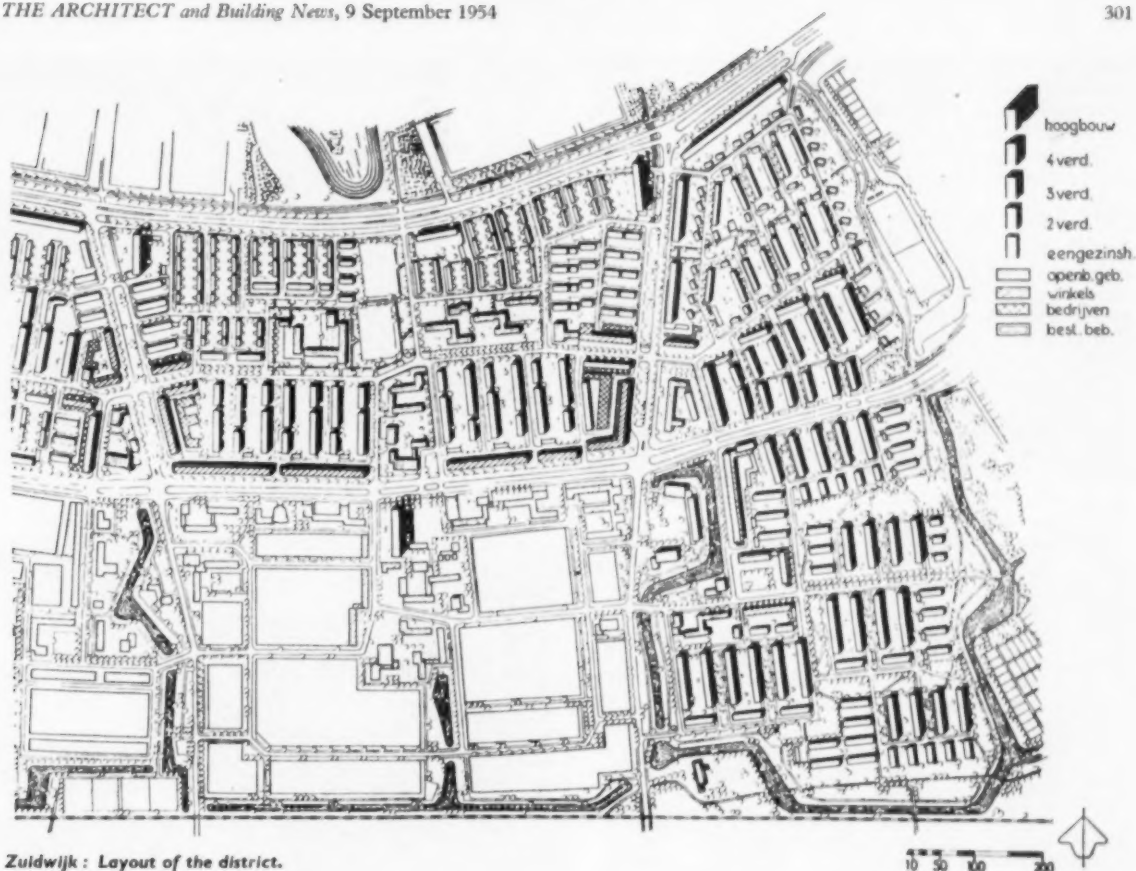 THE ARCHITECT and Building News, 9 September 1954
301
hoogbouw
4 verd.
3 verd.
2 verd.
eengezinsh.
openb. geb.
winkels
bedrijven
best. beb.
Zuidwijk : Layout of the district.
10 50 100 200